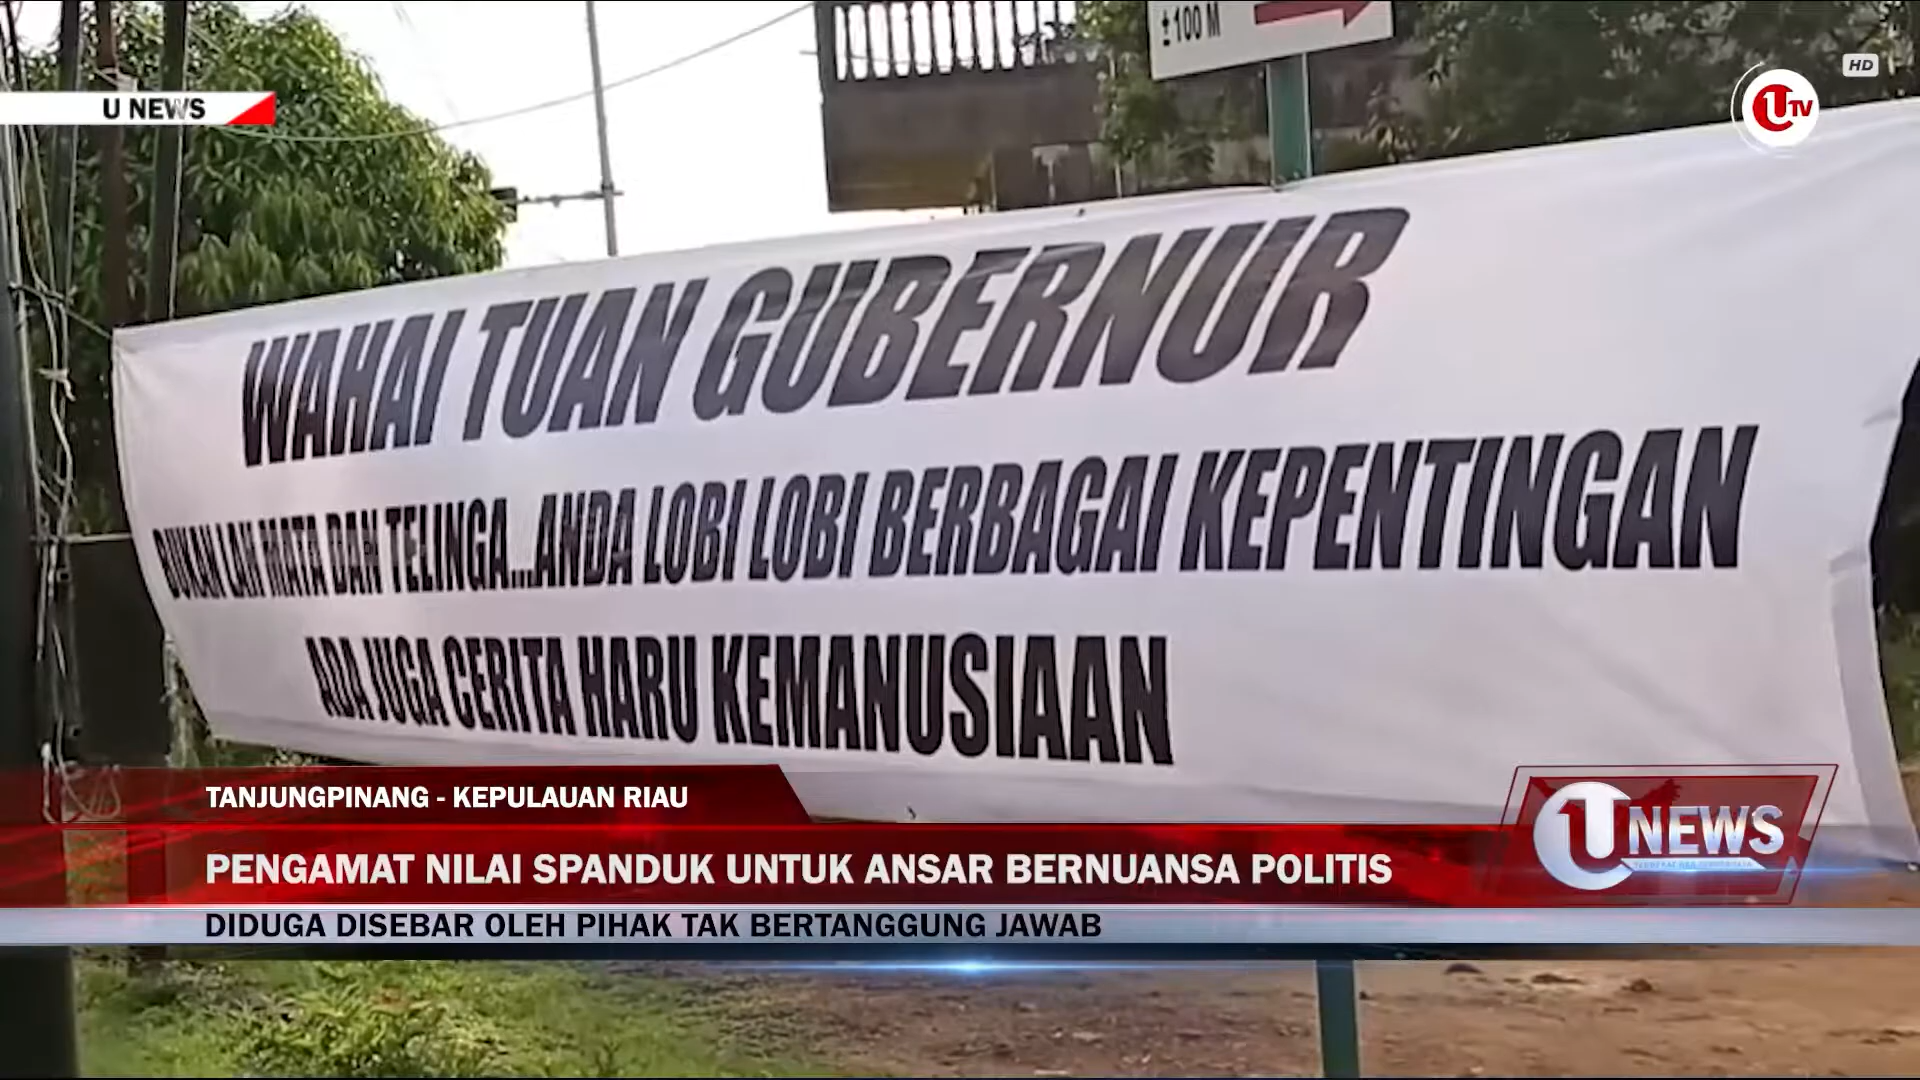 ± 100 M
HD
U NEWS
U TV
WAHAI TUAN GUBERNUR
BUKAN LAH MATA DAN TELINGA...ANDA LOBI LOBI BERBAGAI KEPENTINGAN
ADA JUGA CERITA HARU KEMANUSIAAN
TANJUNGPINANG - KEPULAUAN RIAU
PENGAMAT NILAI SPANDUK UNTUK ANSAR BERNUANSA POLITIS
U NEWS
DIDUGA DISEBAR OLEH PIHAK TAK BERTANGGUNG JAWAB